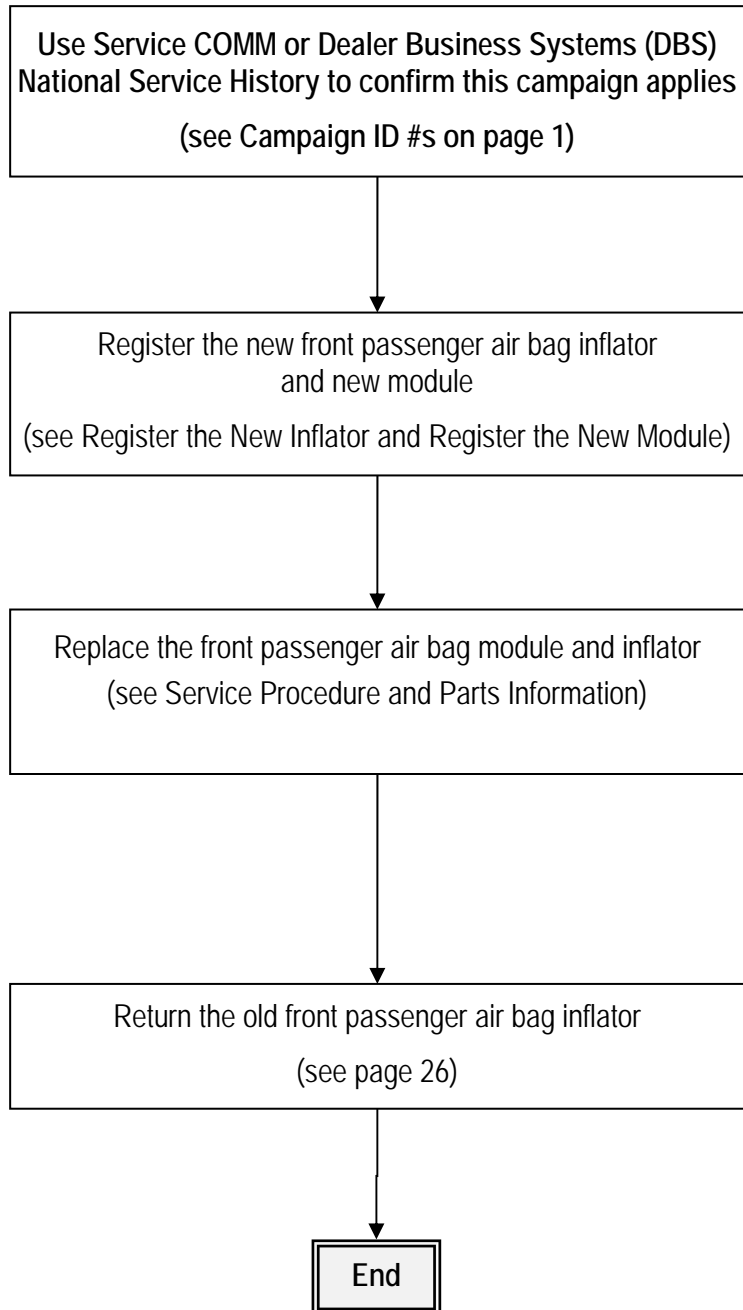 Use Service COMM or Dealer Business Systems (DBS)
National Service History to confirm this campaign applies
(see Campaign ID #s on page 1)
Register the new front passenger air bag inflator
and new module
(see Register the New Inflator and Register the New Module)
Replace the front passenger air bag module and inflator
(see Service Procedure and Parts Information)
Return the old front passenger air bag inflator
(see page 26)
End